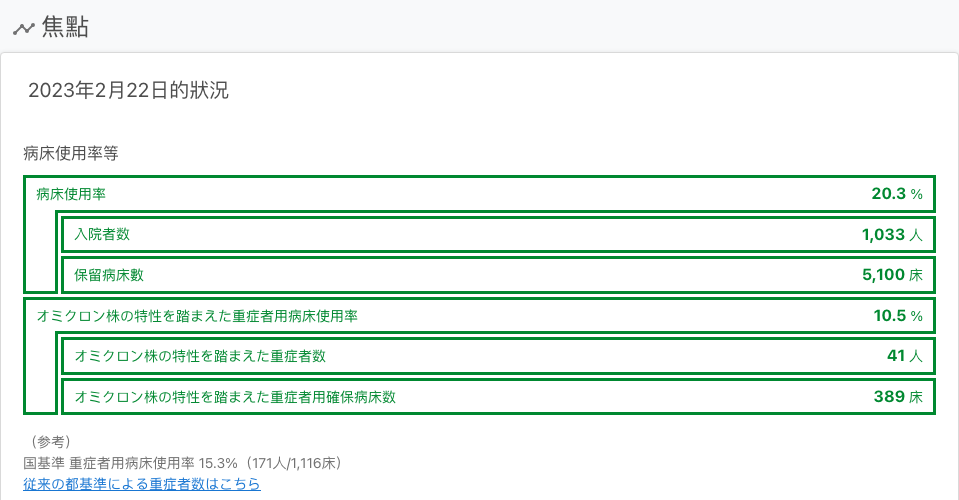 焦點
2023年2月22日的狀況
病床使用率等
病床使用率 20.3 %
入院者数 1,033 人
保留病床數 5,100 床
オミクロン株の特性を踏まえた重症者用病床使用率 10.5 %
オミクロン株の特性を踏まえた重症者数 41 人
オミクロン株の特性を踏まえた重症者用確保病床数 389 床
（参考）
国基準 重症者用病床使用率 15.3%（171人/1,116床）
従来の都基準による重症者数はこちら